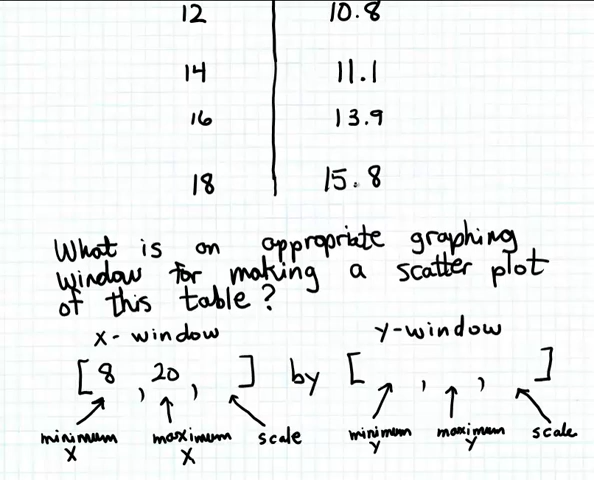 12 10.8
14 11.1
16 13.9
18 15.8
What is an appropriate graphing
window for making a scatter plot
of this table?
x-window y-window
[8, 20, ] by [ , , ]
minimum x maximum x scale minimum y maximum y scale